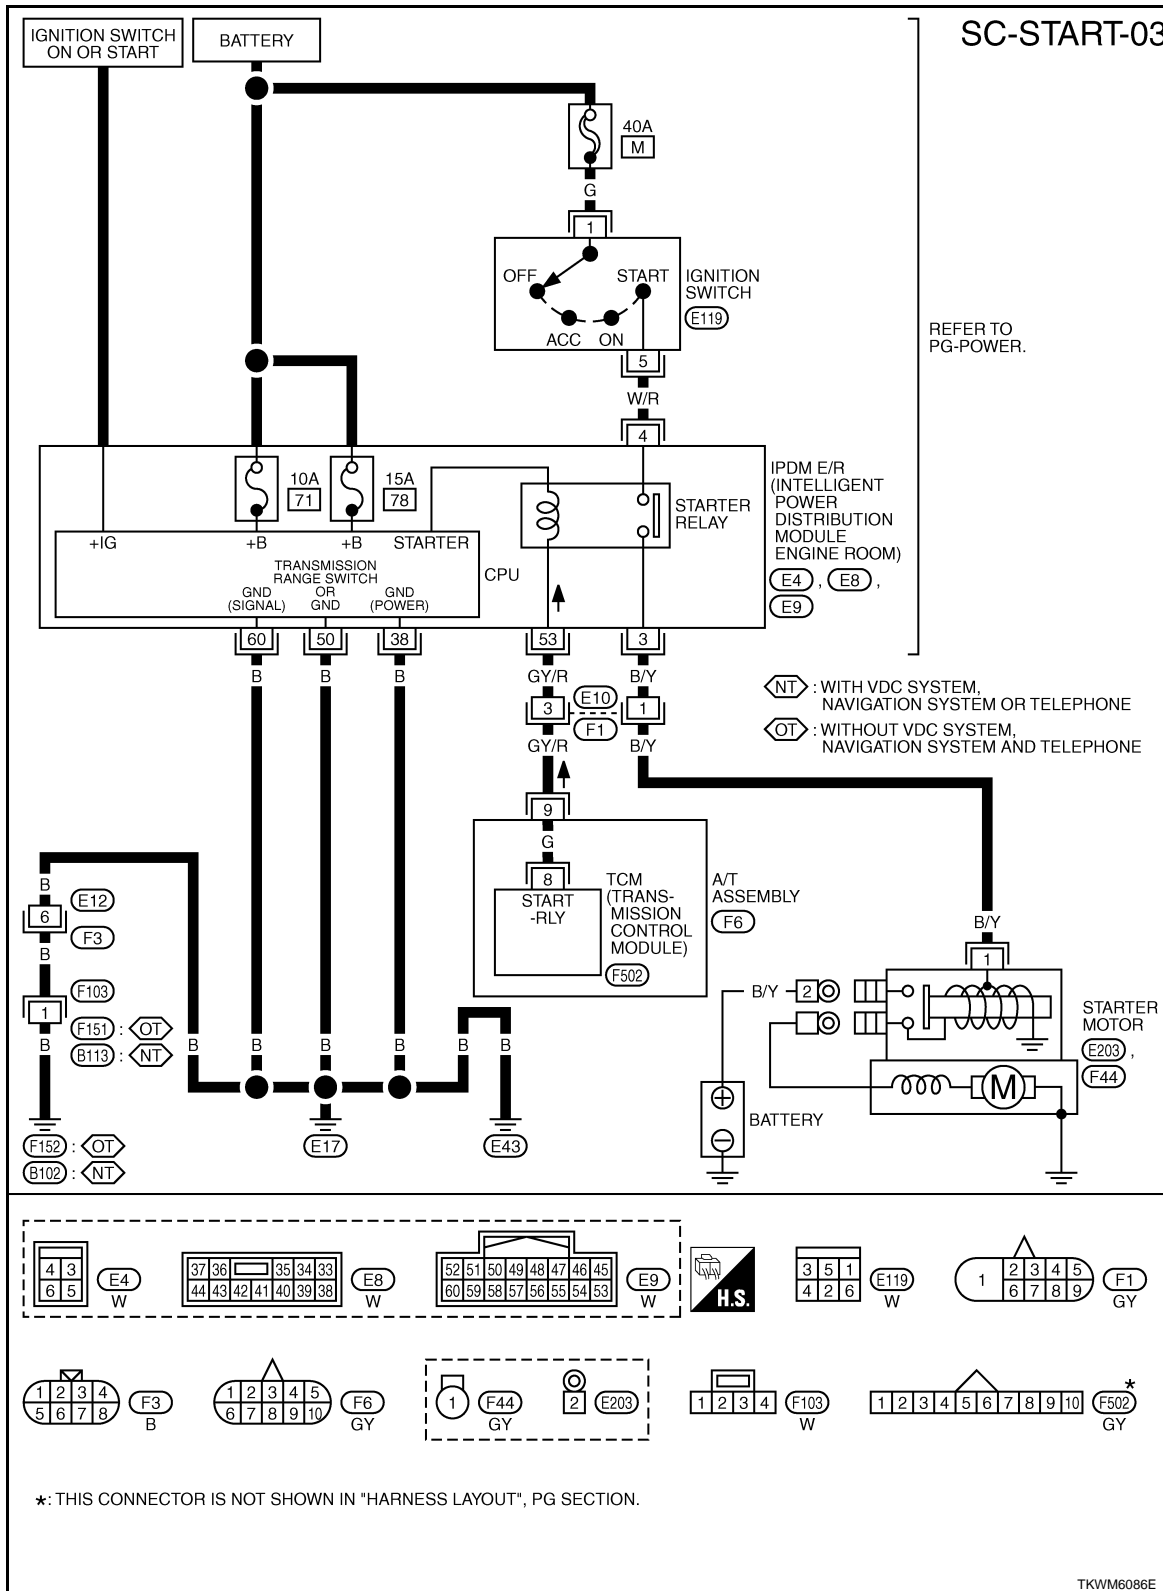 SC-START-03
IGNITION SWITCH
ON OR START
BATTERY
40A
M
G
1
OFF
START
ACC
ON
IGNITION
SWITCH
E119
5
W/R
4
REFER TO
PG-POWER.
10A
71
15A
78
STARTER
RELAY
IPDM E/R
(INTELLIGENT
POWER
DISTRIBUTION
MODULE
ENGINE ROOM)
E4 , E8 ,
E9
+IG
+B
+B
STARTER
TRANSMISSION
RANGE SWITCH
OR
GND
GND
(SIGNAL)
GND
(POWER)
CPU
60 50 38 53 3
B B B GY/R B/Y
3 E10 1
F1
GY/R B/Y
NT : WITH VDC SYSTEM,
NAVIGATION SYSTEM OR TELEPHONE
OT : WITHOUT VDC SYSTEM,
NAVIGATION SYSTEM AND TELEPHONE
9
G
8
START
-RLY
TCM
(TRANS-
MISSION
CONTROL
MODULE)
F502
A/T
ASSEMBLY
F6
B
6
E12
F3
B
1
F103
F151 : OT
B113 : NT
B B B B B B B
F152 : OT
B102 : NT
E17
E43
B/Y
1
B/Y 2
STARTER
MOTOR
E203 ,
F44
M
BATTERY
4 3
6 5
E4
W
37 36 35 34 33
44 43 42 41 40 39 38
E8
W
52 51 50 49 48 47 46 45
60 59 58 57 56 55 54 53
E9
W
H.S.
3 5 1
4 2 6
E119
W
1 2 3 4 5
6 7 8 9
F1
GY
1 2 3 4
5 6 7 8
F3
B
1 2 3 4 5
6 7 8 9 10
F6
GY
1
F44
GY
2
E203
1 2 3 4
F103
W
1 2 3 4 5 6 7 8 9 10
*
F502
GY
*: THIS CONNECTOR IS NOT SHOWN IN "HARNESS LAYOUT", PG SECTION.
TKWM6086E